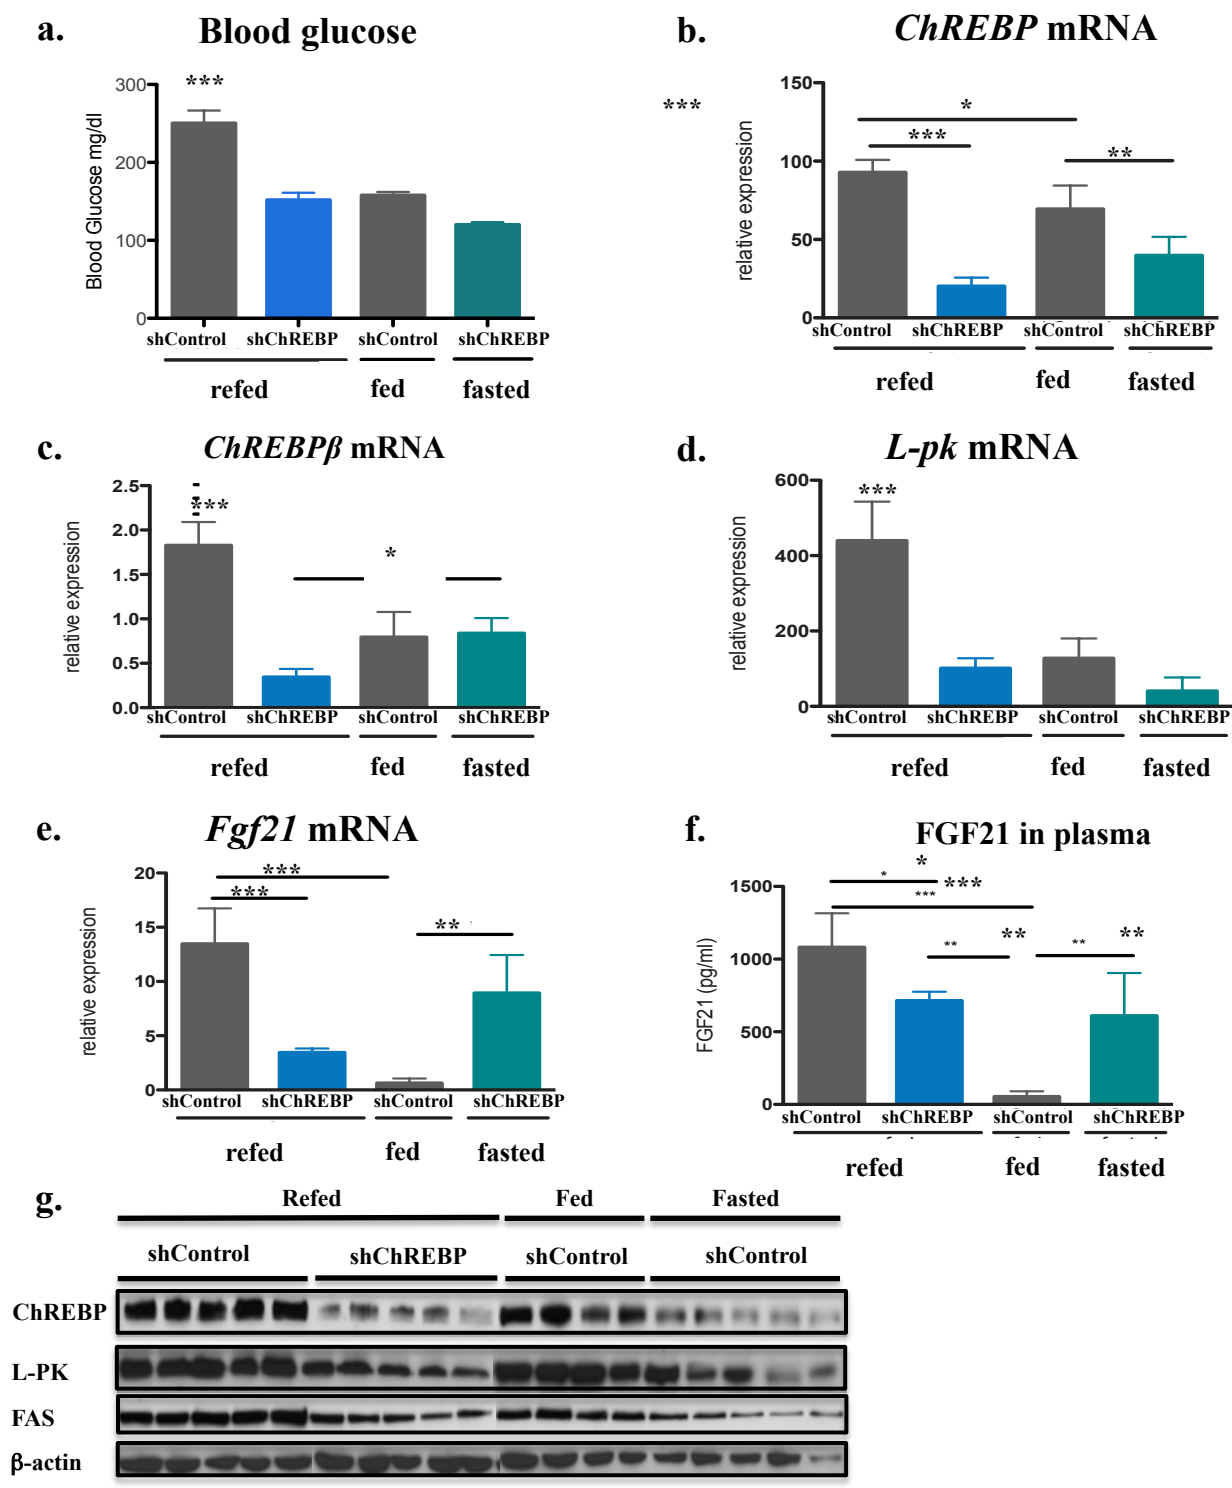 a. Blood glucose
***
300
200
100
0
Blood Glucose mg/dl
shControl shChREBP shControl shChREBP
refed fed fasted
b. ChREBP mRNA
***
150
100
50
0
relative expression
*
***
**
shControl shChREBP shControl shChREBP
refed fed fasted
c. ChREBPβ mRNA
2.5
2.0
1.5
1.0
0.5
0.0
relative expression
***
*
shControl shChREBP shControl shChREBP
refed fed fasted
d. L-pk mRNA
600
400
200
0
relative expression
***
shControl shChREBP shControl shChREBP
refed fed fasted
e. Fgf21 mRNA
20
15
10
5
0
relative expression
***
***
**
shControl shChREBP shControl shChREBP
refed fed fasted
f. FGF21 in plasma
1500
1000
500
0
FGF21 (pg/ml)
*
* ***
***
** ** ** **
shControl shChREBP shControl shChREBP
refed fed fasted
g. Refed Fed Fasted
shControl shChREBP shControl shControl
ChREBP
L-PK
FAS
β-actin